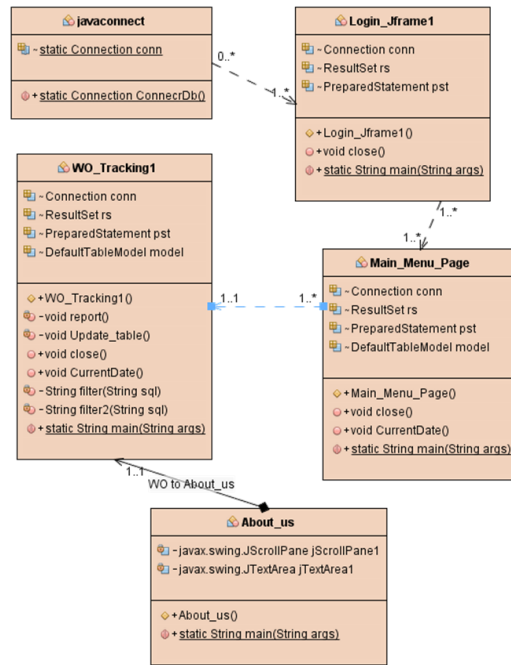 javaconnect
~static Connection conn
+static Connection ConnecrDb()
0..*
1..*
Login_Jframe1
~Connection conn
~ResultSet rs
~PreparedStatement pst
+Login_Jframe1()
+void close()
+static String main(String args)
1..*
1..*
WO_Tracking1
~Connection conn
~ResultSet rs
~PreparedStatement pst
~DefaultTableModel model
+WO_Tracking1()
-void report()
-void Update_table()
+void close()
+void CurrentDate()
-String filter(String sql)
-String filter2(String sql)
+static String main(String args)
1..1
1..*
Main_Menu_Page
~Connection conn
~ResultSet rs
~PreparedStatement pst
~DefaultTableModel model
+Main_Menu_Page()
+void close()
+void CurrentDate()
+static String main(String args)
1..1
WO to About_us
About_us
-javax.swing.JScrollPane jScrollPane1
-javax.swing.JTextArea jTextArea1
+About_us()
+static String main(String args)